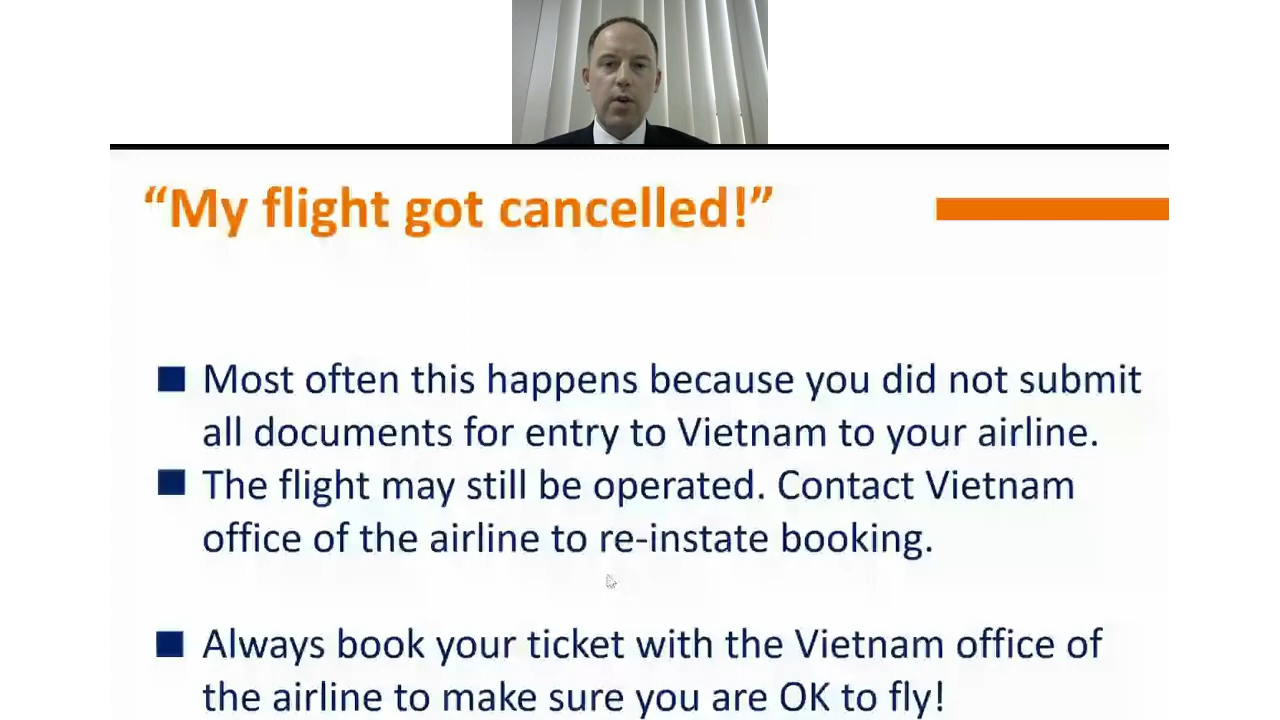 “My flight got cancelled!”
Most often this happens because you did not submit
all documents for entry to Vietnam to your airline.
The flight may still be operated. Contact Vietnam
office of the airline to re-instate booking.
Always book your ticket with the Vietnam office of
the airline to make sure you are OK to fly!